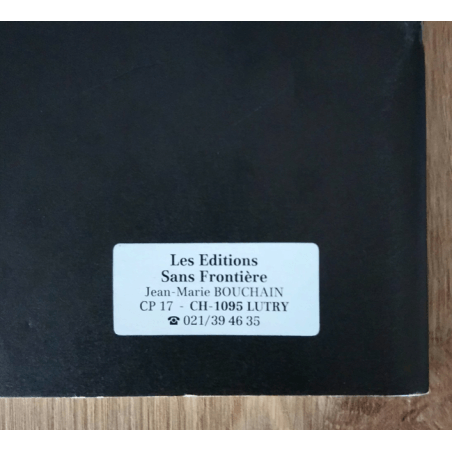 Les Editions
Sans Frontière
Jean-Marie BOUCHAIN
CP 17 - CH-1095 LUTRY
☎ 021/39 46 35